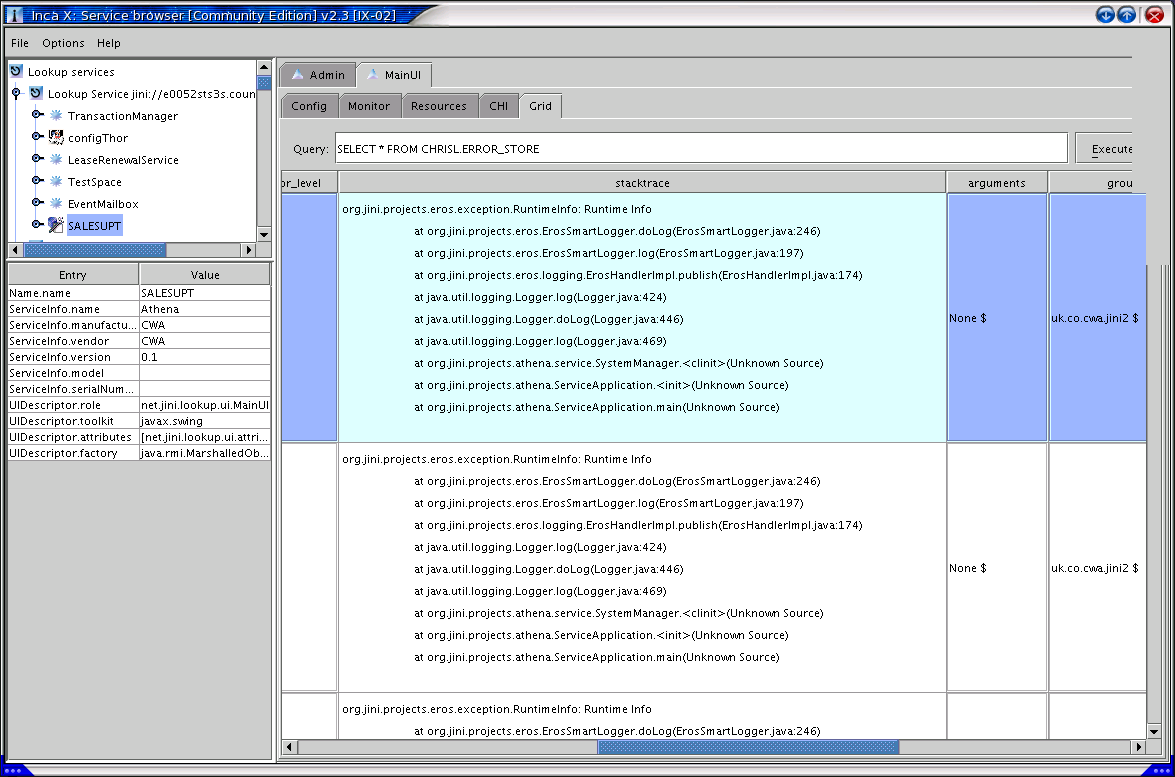 Inca X: Service browser [Community Edition] v2.3 [IX-02]
File Options Help
Lookup services
Lookup Service jini://e0052sts3s.coun
TransactionManager
configThor
LeaseRenewalService
TestSpace
EventMailbox
SALESUPT
Entry Value
Name.name SALESUPT
ServiceInfo.name Athena
ServiceInfo.manufactu... CWA
ServiceInfo.vendor CWA
ServiceInfo.version 0.1
ServiceInfo.model
ServiceInfo.serialNum...
UIDescriptor.role net.jini.lookup.ui.MainUI
UIDescriptor.toolkit javax.swing
UIDescriptor.attributes [net.jini.lookup.ui.attri...
UIDescriptor.factory java.rmi.MarshalledOb...
Admin MainUI
Config Monitor Resources CHI Grid
Query: SELECT * FROM CHRISL.ERROR_STORE Execute
or_level stacktrace arguments grou
org.jini.projects.eros.exception.RuntimeInfo: Runtime Info
at org.jini.projects.eros.ErosSmartLogger.doLog(ErosSmartLogger.java:246)
at org.jini.projects.eros.ErosSmartLogger.log(ErosSmartLogger.java:197)
at org.jini.projects.eros.logging.ErosHandlerImpl.publish(ErosHandlerImpl.java:174)
at java.util.logging.Logger.log(Logger.java:424)
at java.util.logging.Logger.doLog(Logger.java:446)
at java.util.logging.Logger.log(Logger.java:469)
at org.jini.projects.athena.service.SystemManager.<clinit>(Unknown Source)
at org.jini.projects.athena.ServiceApplication.<init>(Unknown Source)
at org.jini.projects.athena.ServiceApplication.main(Unknown Source)
None $ uk.co.cwa.jini2 $
org.jini.projects.eros.exception.RuntimeInfo: Runtime Info
at org.jini.projects.eros.ErosSmartLogger.doLog(ErosSmartLogger.java:246)
at org.jini.projects.eros.ErosSmartLogger.log(ErosSmartLogger.java:197)
at org.jini.projects.eros.logging.ErosHandlerImpl.publish(ErosHandlerImpl.java:174)
at java.util.logging.Logger.log(Logger.java:424)
at java.util.logging.Logger.doLog(Logger.java:446)
at java.util.logging.Logger.log(Logger.java:469)
at org.jini.projects.athena.service.SystemManager.<clinit>(Unknown Source)
at org.jini.projects.athena.ServiceApplication.<init>(Unknown Source)
at org.jini.projects.athena.ServiceApplication.main(Unknown Source)
None $ uk.co.cwa.jini2 $
org.jini.projects.eros.exception.RuntimeInfo: Runtime Info
at org.jini.projects.eros.ErosSmartLogger.doLog(ErosSmartLogger.java:246)